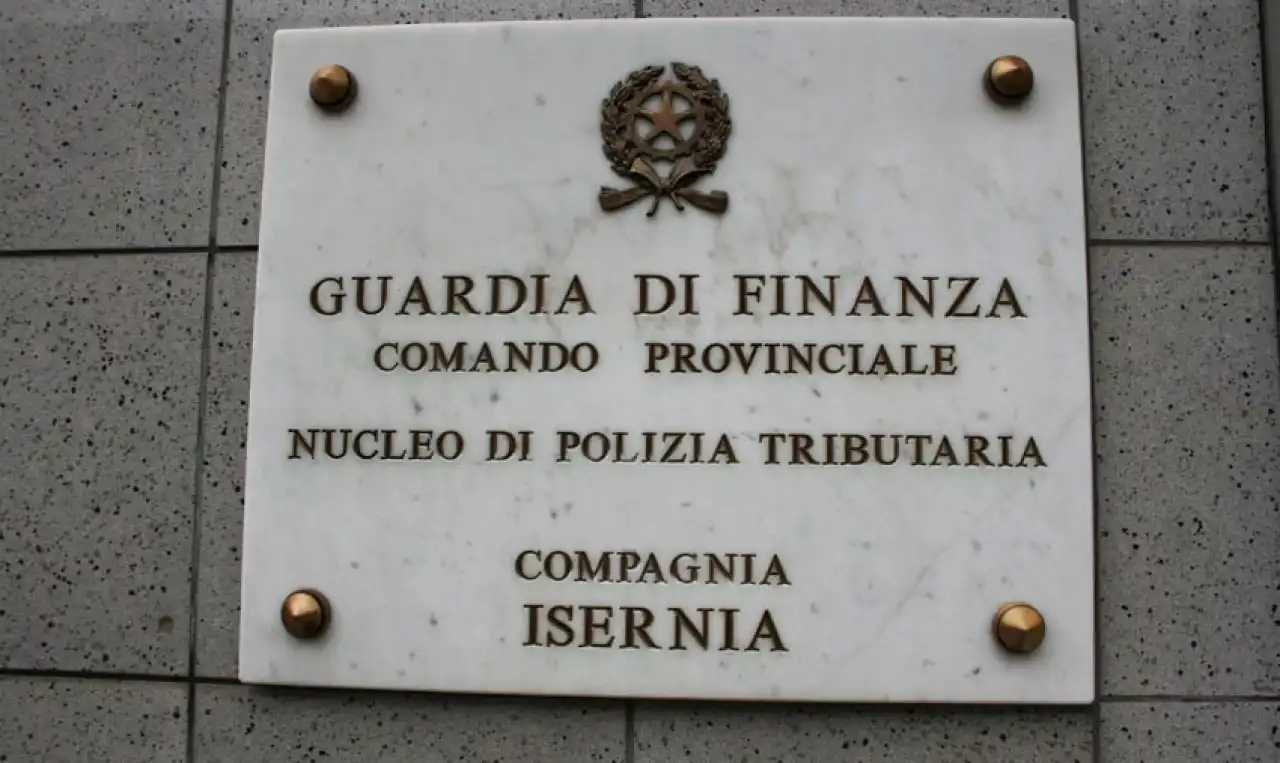 GUARDIA DI FINANZA
COMANDO PROVINCIALE
NUCLEO DI POLIZIA TRIBUTARIA
COMPAGNIA
ISERNIA